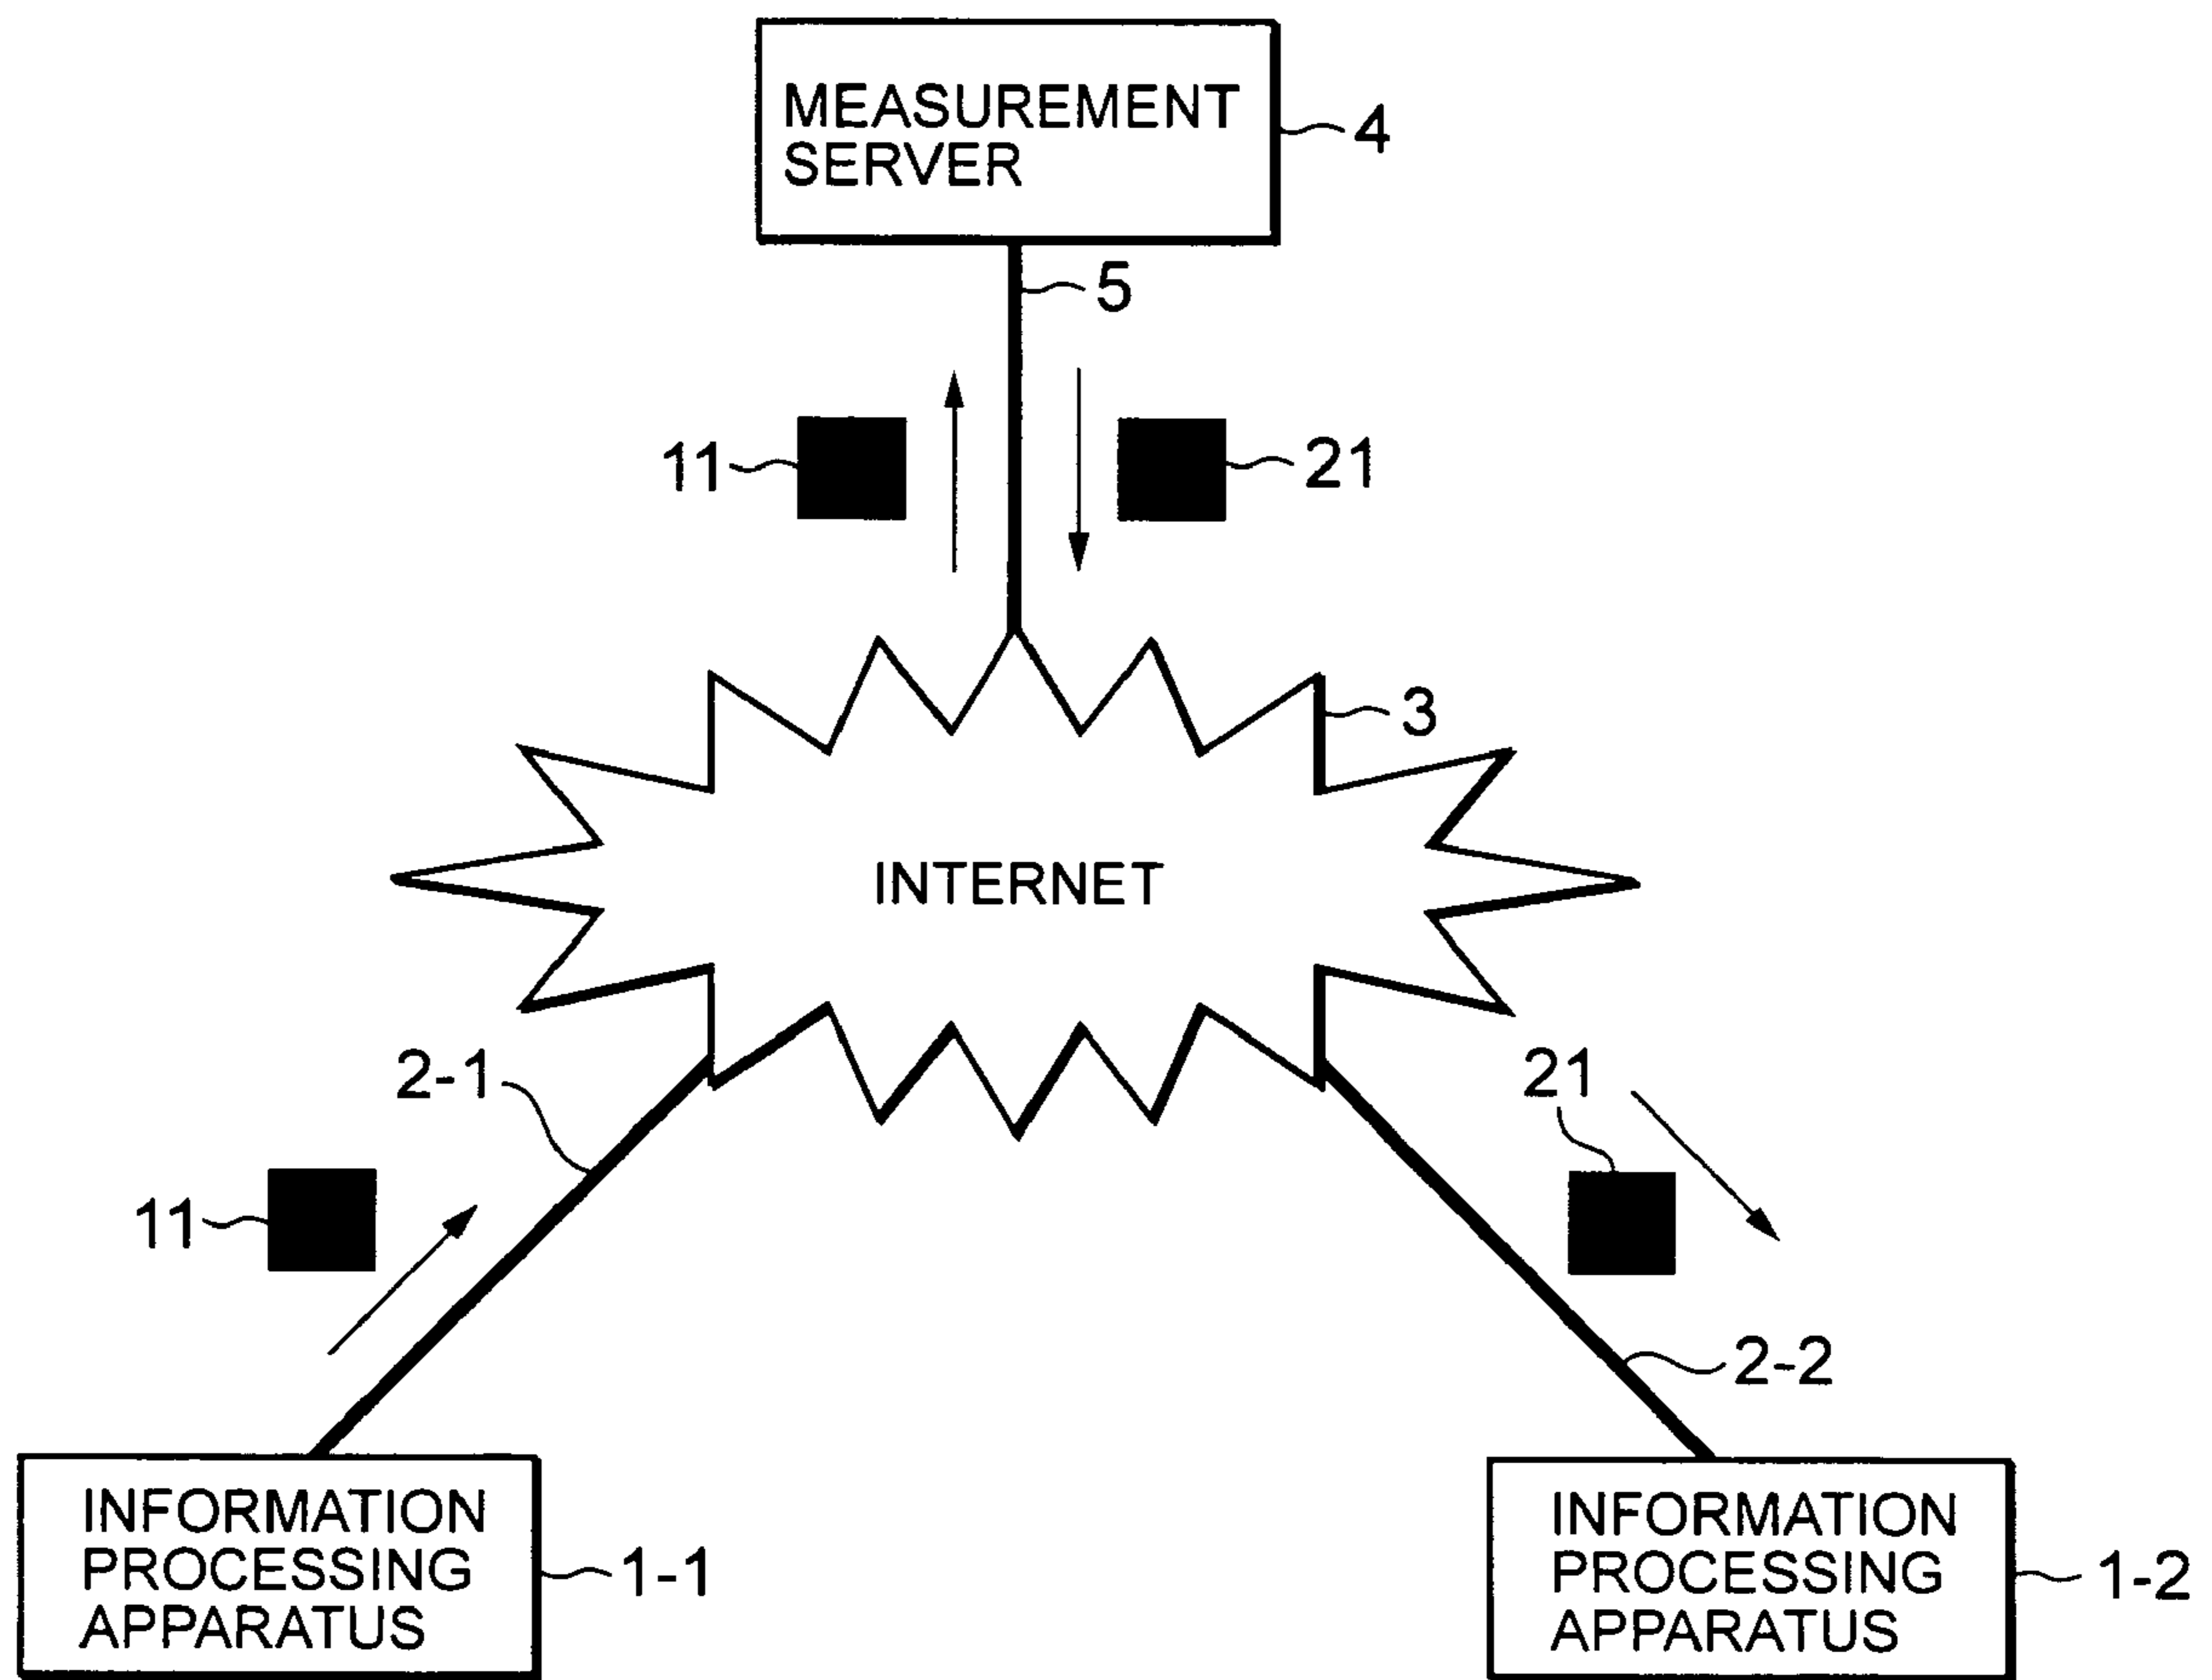 MEASUREMENT
SERVER
4
5
11
21
3
INTERNET
2-1
21
11
2-2
INFORMATION
PROCESSING
APPARATUS
1-1
INFORMATION
PROCESSING
APPARATUS
1-2